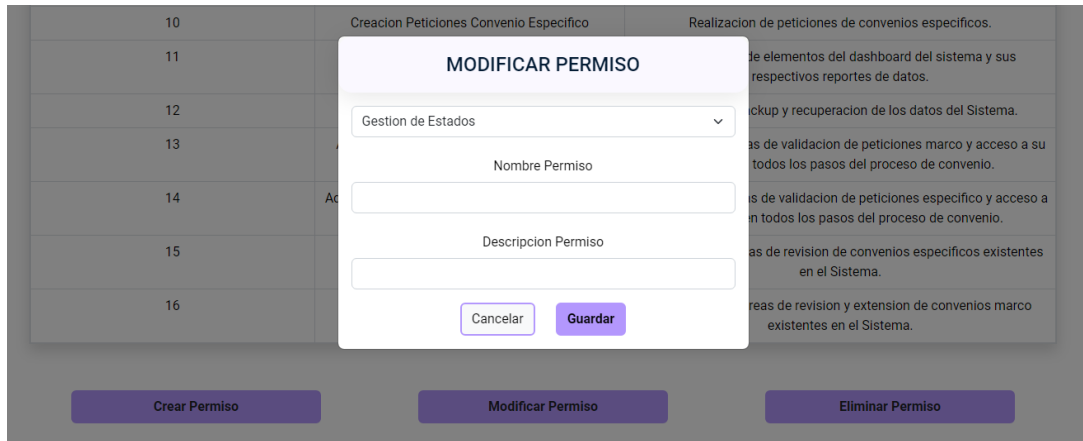 10 Creacion Peticiones Convenio Especifico Realizacion de peticiones de convenios especificos.
11 de elementos del dashboard del sistema y sus
respectivos reportes de datos.
MODIFICAR PERMISO
12 ckup y recuperacion de los datos del Sistema.
Gestion de Estados
13 as de validacion de peticiones marco y acceso a su
todos los pasos del proceso de convenio.
Nombre Permiso
14 Ac s de validacion de peticiones especifico y acceso a
n todos los pasos del proceso de convenio.
Descripcion Permiso
15 as de revision de convenios especificos existentes
en el Sistema.
16 reas de revision y extension de convenios marco
existentes en el Sistema.
Cancelar Guardar
Crear Permiso Modificar Permiso Eliminar Permiso